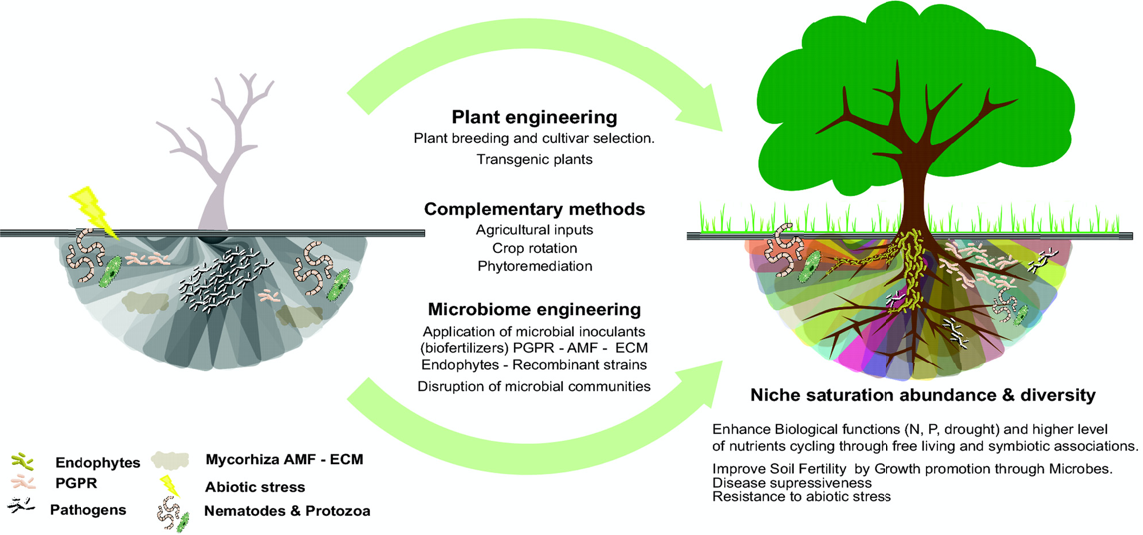 Plant engineering
Plant breeding and cultivar selection.
Transgenic plants
Complementary methods
Agricultural inputs
Crop rotation
Phytoremediation
Microbiome engineering
Application of microbial inoculants
(biofertilizers) PGPR - AMF - ECM
Endophytes - Recombinant strains
Disruption of microbial communities
Niche saturation abundance & diversity
Enhance Biological functions (N, P, drought) and higher level
of nutrients cycling through free living and symbiotic associations.
Improve Soil Fertility by Growth promotion through Microbes.
Disease supressiveness
Resistance to abiotic stress
Endophytes
PGPR
Pathogens
Mycorhiza AMF - ECM
Abiotic stress
Nematodes & Protozoa